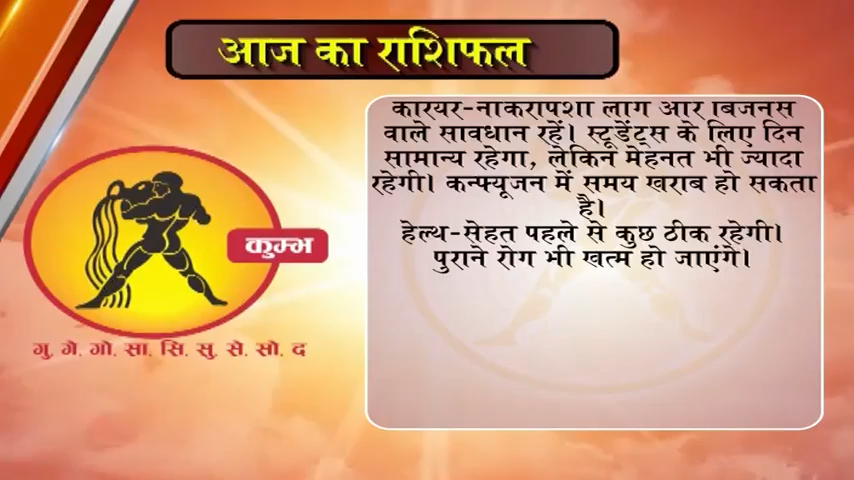 आज का राशिफल
करियर-नौकरीपेशा लोग और बिजनेस
वाले सावधान रहें। स्टूडेंट्स के लिए दिन
सामान्य रहेगा, लेकिन मेहनत भी ज्यादा
रहेगी। कन्फ्यूजन में समय खराब हो सकता
है।
हेल्थ-सेहत पहले से कुछ ठीक रहेगी।
पुराने रोग भी खत्म हो जाएंगे।
कुम्भ
गु. गे. गो. सा. सि. सु. से. सो. द